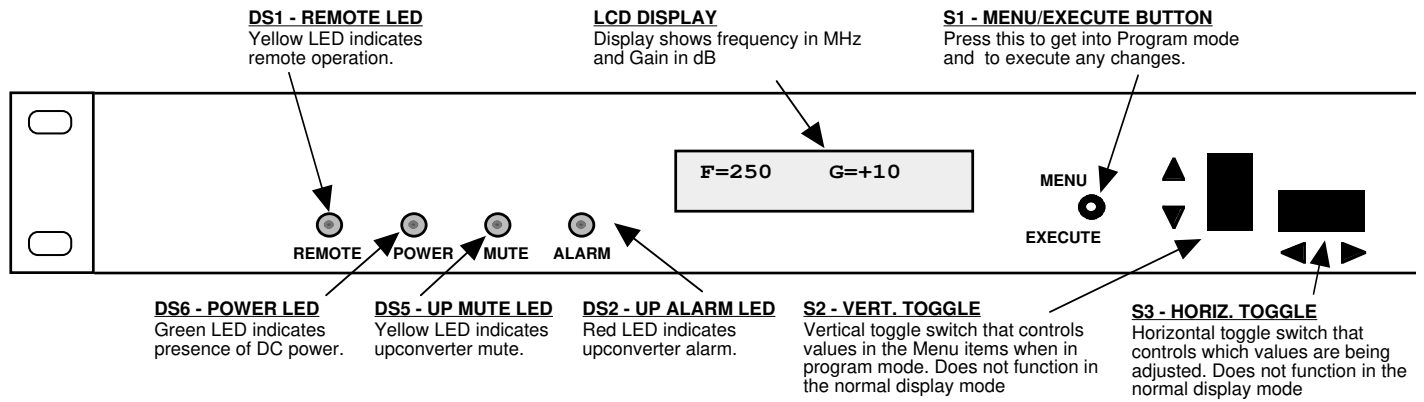 DS1 - REMOTE LED
Yellow LED indicates
remote operation.
LCD DISPLAY
Display shows frequency in MHz
and Gain in dB
S1 - MENU/EXECUTE BUTTON
Press this to get into Program mode
and to execute any changes.
F=250 G=+10
MENU
EXECUTE
REMOTE POWER MUTE ALARM
DS6 - POWER LED
Green LED indicates
presence of DC power.
DS5 - UP MUTE LED
Yellow LED indicates
upconverter mute.
DS2 - UP ALARM LED
Red LED indicates
upconverter alarm.
S2 - VERT. TOGGLE
Vertical toggle switch that controls
values in the Menu items when in
program mode. Does not function in
the normal display mode
S3 - HORIZ. TOGGLE
Horizontal toggle switch that
controls which values are being
adjusted. Does not function in the
normal display mode